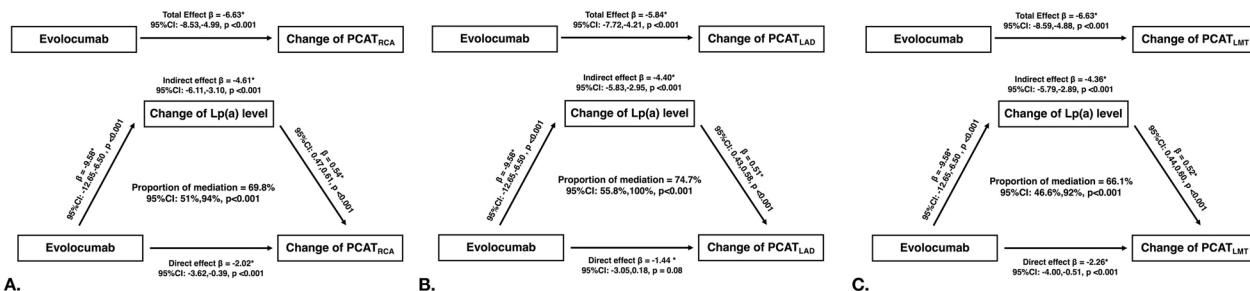 Total Effect β = -6.63*
95%CI: -8.53,-4.99, p <0.001
Evolocumab
Change of PCATRCA
Indirect effect β = -4.61*
95%CI: -6.11,-3.10, p <0.001
Change of Lp(a) level
β = -9.58*
95%CI: -12.65,-6.50 , p <0.001
β = 0.54*
95%CI: 0.47,0.61, p <0.001
Proportion of mediation = 69.8%
95%CI: 51%,94%, p<0.001
Evolocumab
Change of PCATRCA
Direct effect β = -2.02*
95%CI: -3.62,-0.39, p <0.001
A.
Total Effect β = -5.84*
95%CI: -7.72,-4.21, p <0.001
Evolocumab
Change of PCATLAD
Indirect effect β = -4.40*
95%CI: -5.83,-2.95, p <0.001
Change of Lp(a) level
β = -9.58*
95%CI: -12.65,-6.50 , p <0.001
β = 0.51*
95%CI: 0.43,0.58, p <0.001
Proportion of mediation = 74.7%
95%CI: 55.8%,100%, p<0.001
Evolocumab
Change of PCATLAD
Direct effect β = -1.44 *
95%CI: -3.05,0.18, p = 0.08
B.
Total Effect β = -6.63*
95%CI: -8.59,-4.88, p <0.001
Evolocumab
Change of PCATLMT
Indirect effect β = -4.36*
95%CI: -5.79,-2.89, p <0.001
Change of Lp(a) level
β = -9.58*
95%CI: -12.65,-6.50 , p <0.001
β = 0.52*
95%CI: 0.44,0.60, p <0.001
Proportion of mediation = 66.1%
95%CI: 46.6%,92%, p<0.001
Evolocumab
Change of PCATLMT
Direct effect β = -2.26*
95%CI: -4.00,-0.51, p <0.001
C.